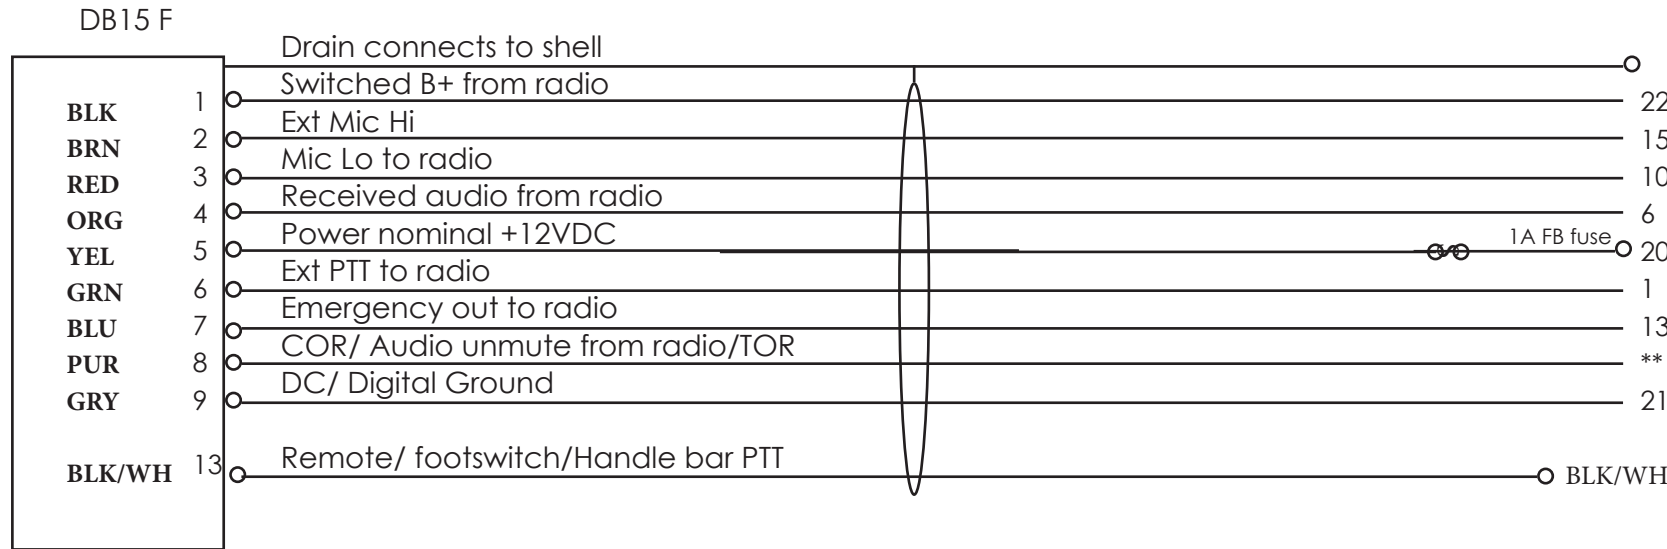 DB15 F
Drain connects to shell
BLK 1 Switched B+ from radio 22
BRN 2 Ext Mic Hi 15
RED 3 Mic Lo to radio 10
ORG 4 Received audio from radio 6
YEL 5 Power nominal +12VDC 1A FB fuse 20
GRN 6 Ext PTT to radio 1
BLU 7 Emergency out to radio 13
PUR 8 COR/ Audio unmute from radio/TOR **
GRY 9 DC/ Digital Ground 21
BLK/WH 13 Remote/ footswitch/Handle bar PTT BLK/WH